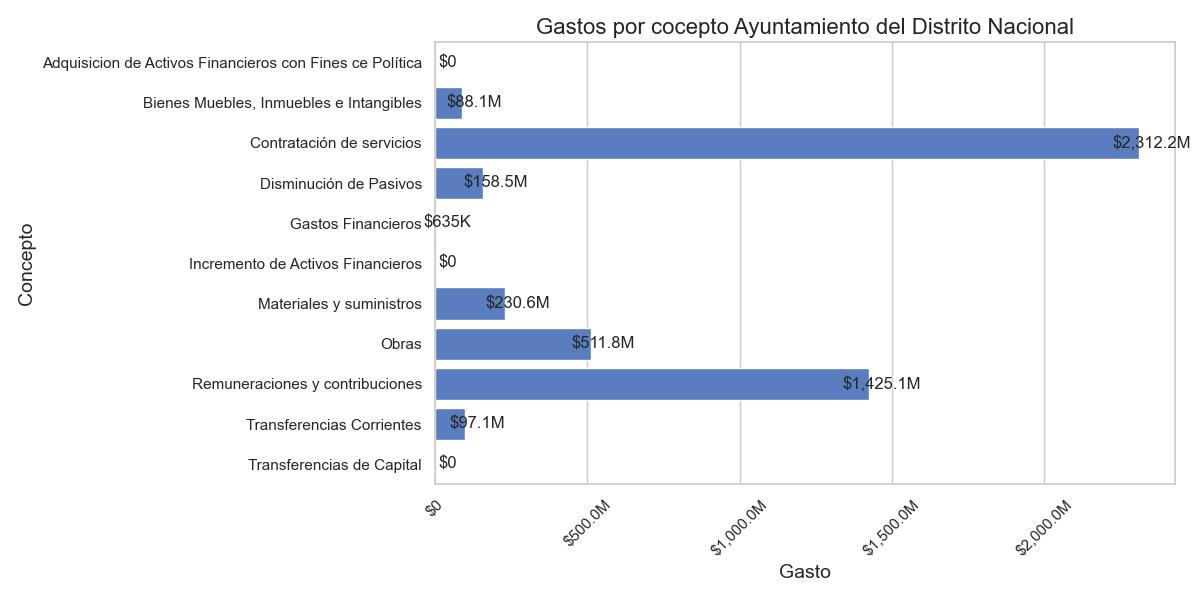 Gastos por cocepto Ayuntamiento del Distrito Nacional
Adquisicion de Activos Financieros con Fines ce Política $0
Bienes Muebles, Inmuebles e Intangibles $88.1M
Contratación de servicios $2,312.2M
Disminución de Pasivos $158.5M
Gastos Financieros $635K
Incremento de Activos Financieros $0
Materiales y suministros $230.6M
Obras $511.8M
Remuneraciones y contribuciones $1,425.1M
Transferencias Corrientes $97.1M
Transferencias de Capital $0
Concepto
$0 $500.0M $1,000.0M $1,500.0M $2,000.0M
Gasto